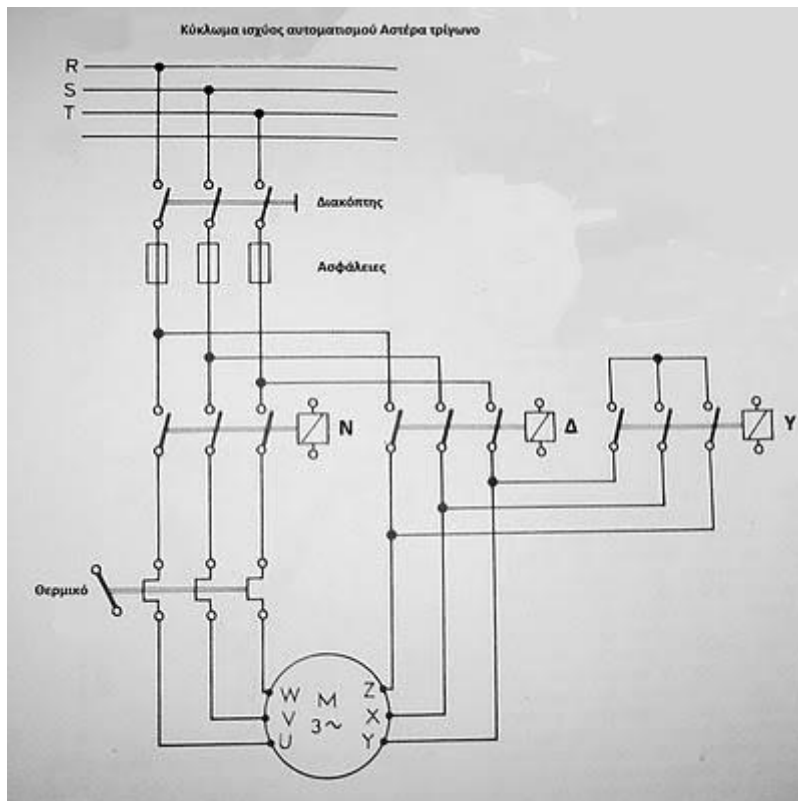 Κύκλωμα ισχύος αυτοματισμού Αστέρα τρίγωνο
R
S
T
Διακόπτης
Ασφάλειες
N
Δ
Y
Θερμικό
W
V
U
M
3~
Z
X
Y